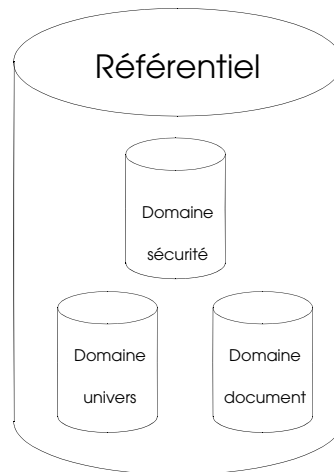 Référentiel
Domaine
sécurité
Domaine
univers
Domaine
document